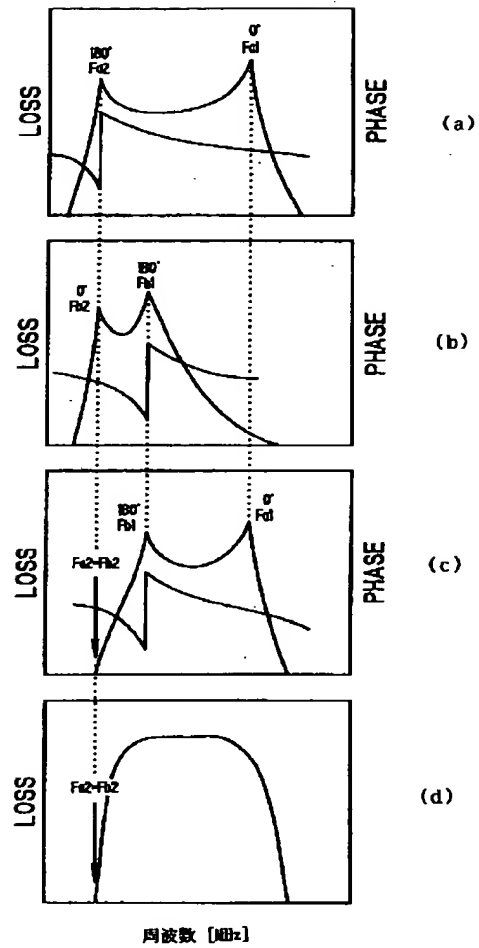 180°
Fa2
0°
Fa1
LOSS
PHASE
(a)
0°
Fb2
180°
Fb1
LOSS
PHASE
(b)
180°
Fb1
0°
Fa1
Fa2=Fb2
LOSS
PHASE
(c)
Fa2=Fb2
LOSS
(d)
周波数 [MHz]